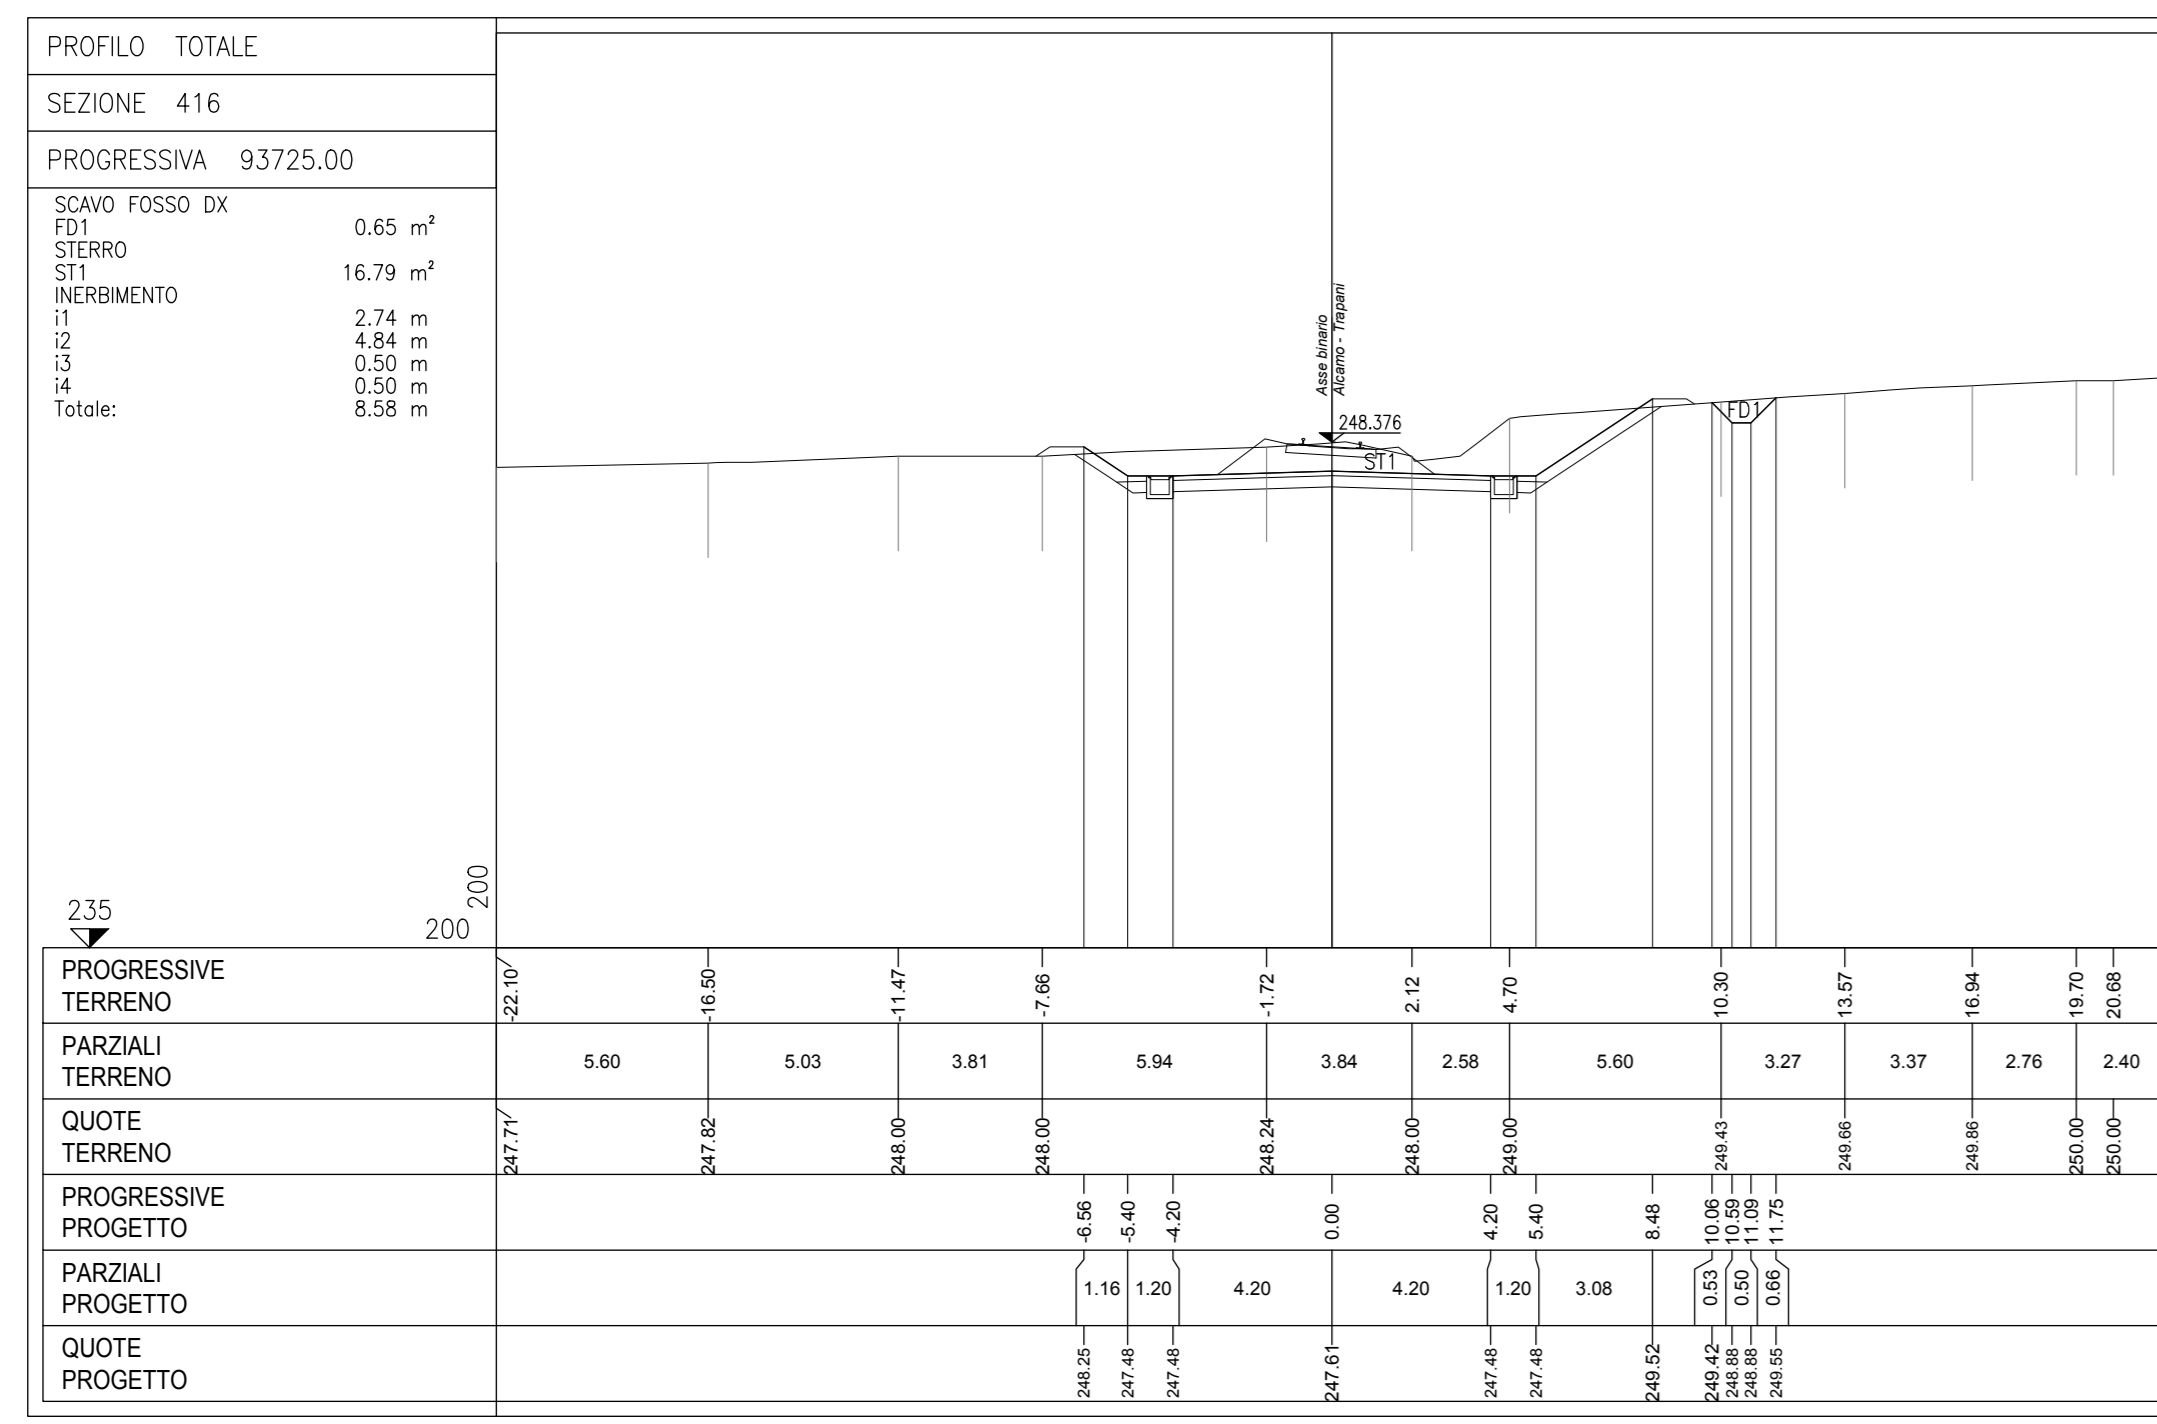 PROFILO TOTALE
SEZIONE 416
PROGRESSIVA 93725.00
SCAVO FOSSO DX
FD1 0.65 m²
STERRO
ST1 16.79 m²
INERBIMENTO
i1 2.74 m
i2 4.84 m
i3 0.50 m
i4 0.50 m
Totale: 8.58 m
Asse binario
Alcamo - Trapani
248.376
ST1
FD1
235
200
200
PROGRESSIVE
TERRENO
-22.10 -16.50 -11.47 -7.66 -1.72 2.12 4.70 10.30 13.57 16.94 19.70 20.68
PARZIALI
TERRENO
5.60 5.03 3.81 5.94 3.84 2.58 5.60 3.27 3.37 2.76 2.40
QUOTE
TERRENO
247.71 247.82 248.00 248.00 248.24 248.00 249.00 249.43 249.66 249.86 250.00 250.00
PROGRESSIVE
PROGETTO
-6.56 -5.40 -4.20 0.00 4.20 5.40 8.48 10.06 10.59 11.09 11.75
PARZIALI
PROGETTO
1.16 1.20 4.20 4.20 1.20 3.08 0.53 0.50 0.66
QUOTE
PROGETTO
248.25 247.48 247.48 247.61 247.48 247.48 249.52 249.42 248.88 248.88 249.55